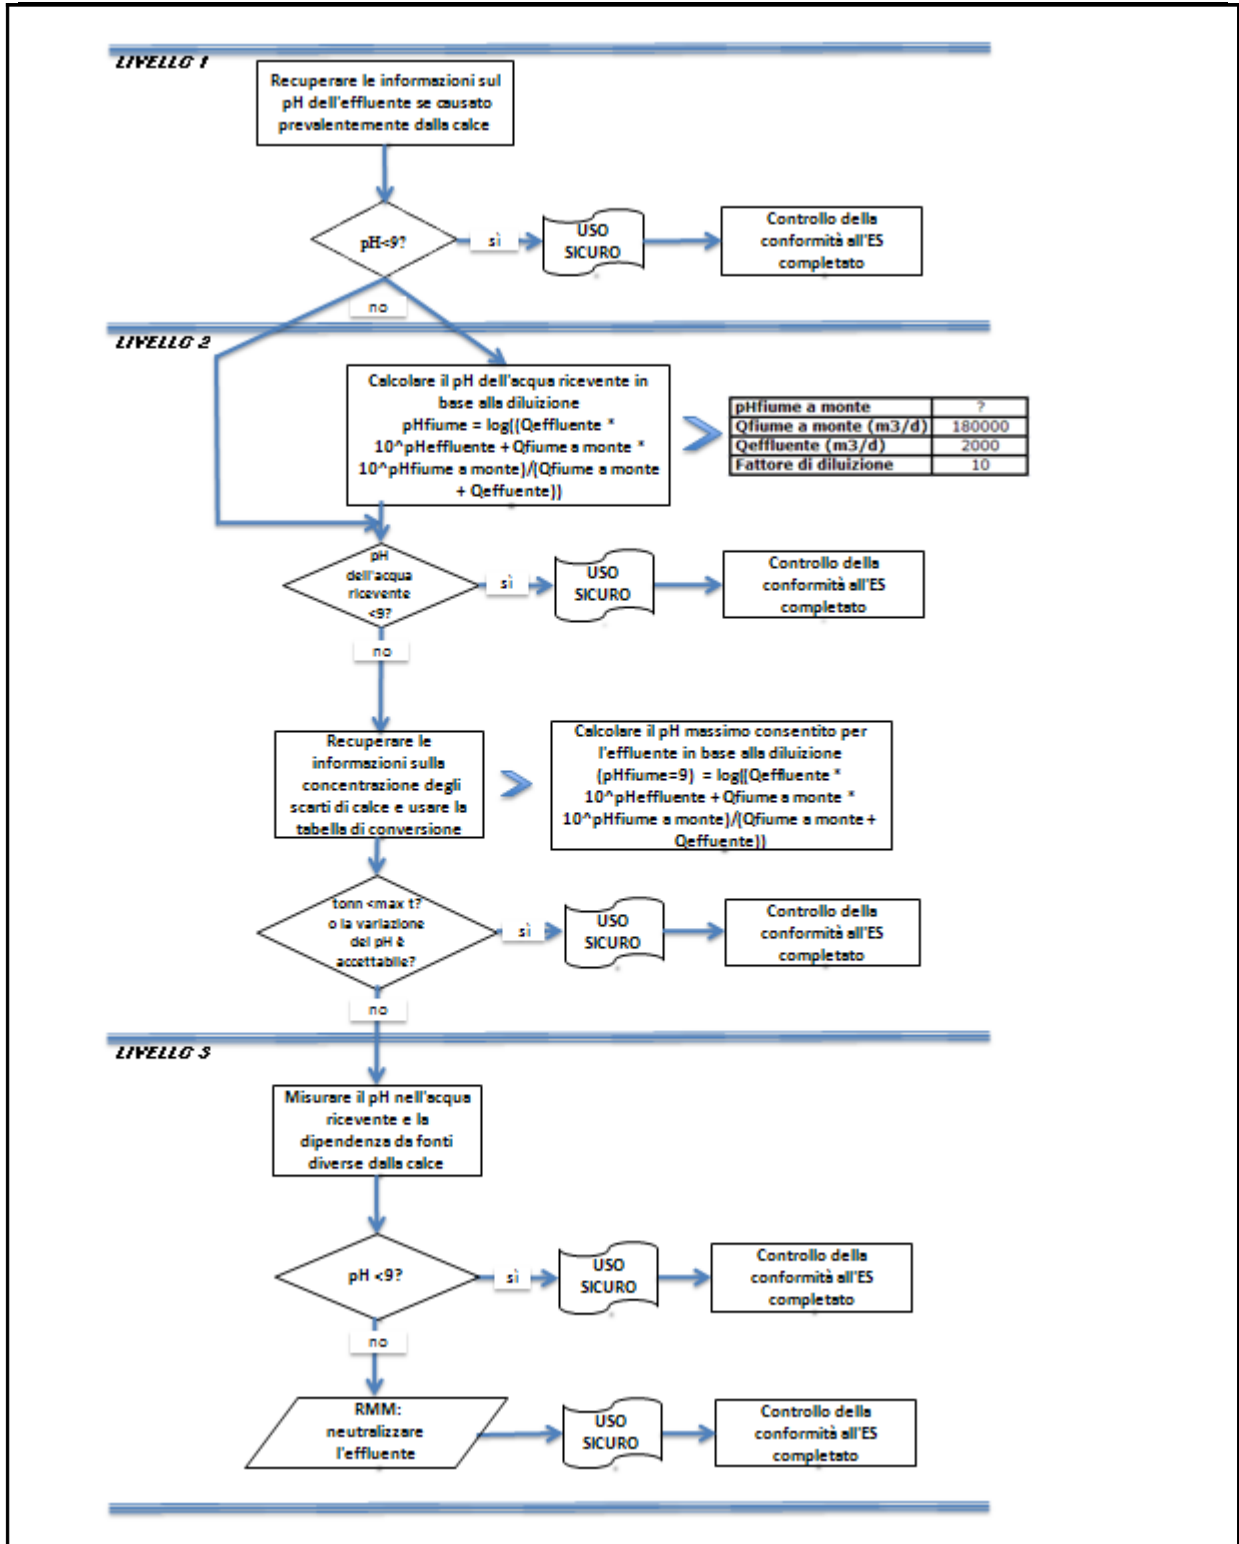 LIVELLO 1
Recuperare le informazioni sul
pH dell'effluente se causato
prevalentemente dalla calce
pH<9?
sì
USO
SICURO
Controllo della
conformità all'ES
completato
no
LIVELLO 2
Calcolare il pH dell'acqua ricevente in
base alla diluizione
pHfiume = log((Qeffluente *
10^pHeffluente + Qfiume a monte *
10^pHfiume a monte)/(Qfiume a monte
+ Qeffuente))
pHfiume a monte ?
Qfiume a monte (m3/d) 180000
Qeffluente (m3/d) 2000
Fattore di diluizione 10
pH
dell'acqua
ricevente
<9?
sì
USO
SICURO
Controllo della
conformità all'ES
completato
no
Recuperare le
informazioni sulla
concentrazione degli
scarti di calce e usare la
tabella di conversione
Calcolare il pH massimo consentito per
l'effluente in base alla diluizione
(pHfiume=9) = log((Qeffluente *
10^pHeffluente + Qfiume a monte *
10^pHfiume a monte)/(Qfiume a monte +
Qeffuente))
tonn <max t?
o la variazione
del pH è
accettabile?
sì
USO
SICURO
Controllo della
conformità all'ES
completato
no
LIVELLO 3
Misurare il pH nell'acqua
ricevente e la
dipendenza da fonti
diverse dalla calce
pH <9?
sì
USO
SICURO
Controllo della
conformità all'ES
completato
no
RMM:
neutralizzare
l'effluente
USO
SICURO
Controllo della
conformità all'ES
completato